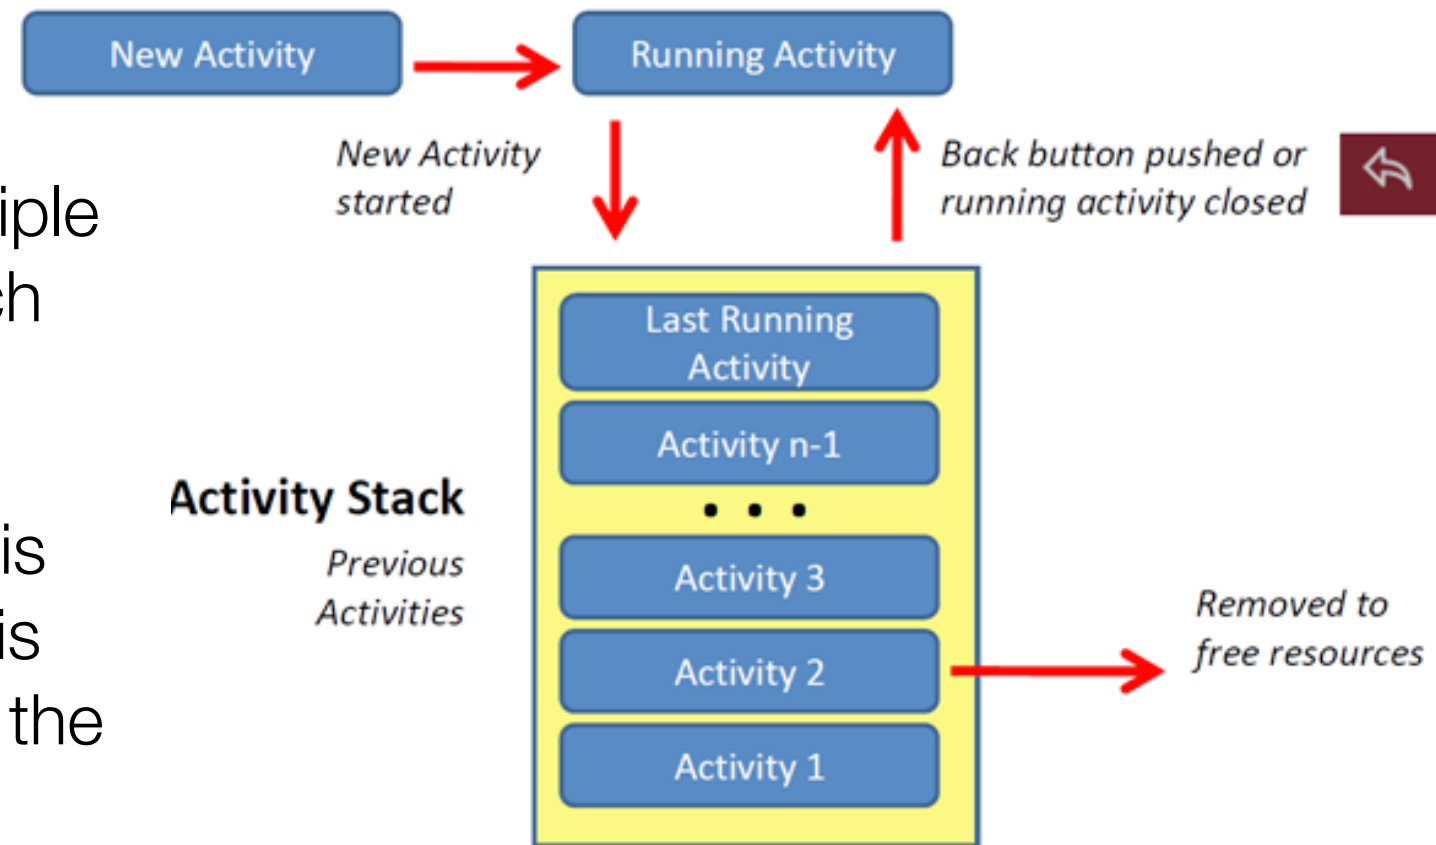 New Activity
Running Activity
New Activity
started
Back button pushed or
running activity closed
iple
ch
Last Running
Activity
Activity n-1
. . .
Activity Stack
Previous
Activities
is
is
the
Activity 3
Activity 2
Activity 1
Removed to
free resources